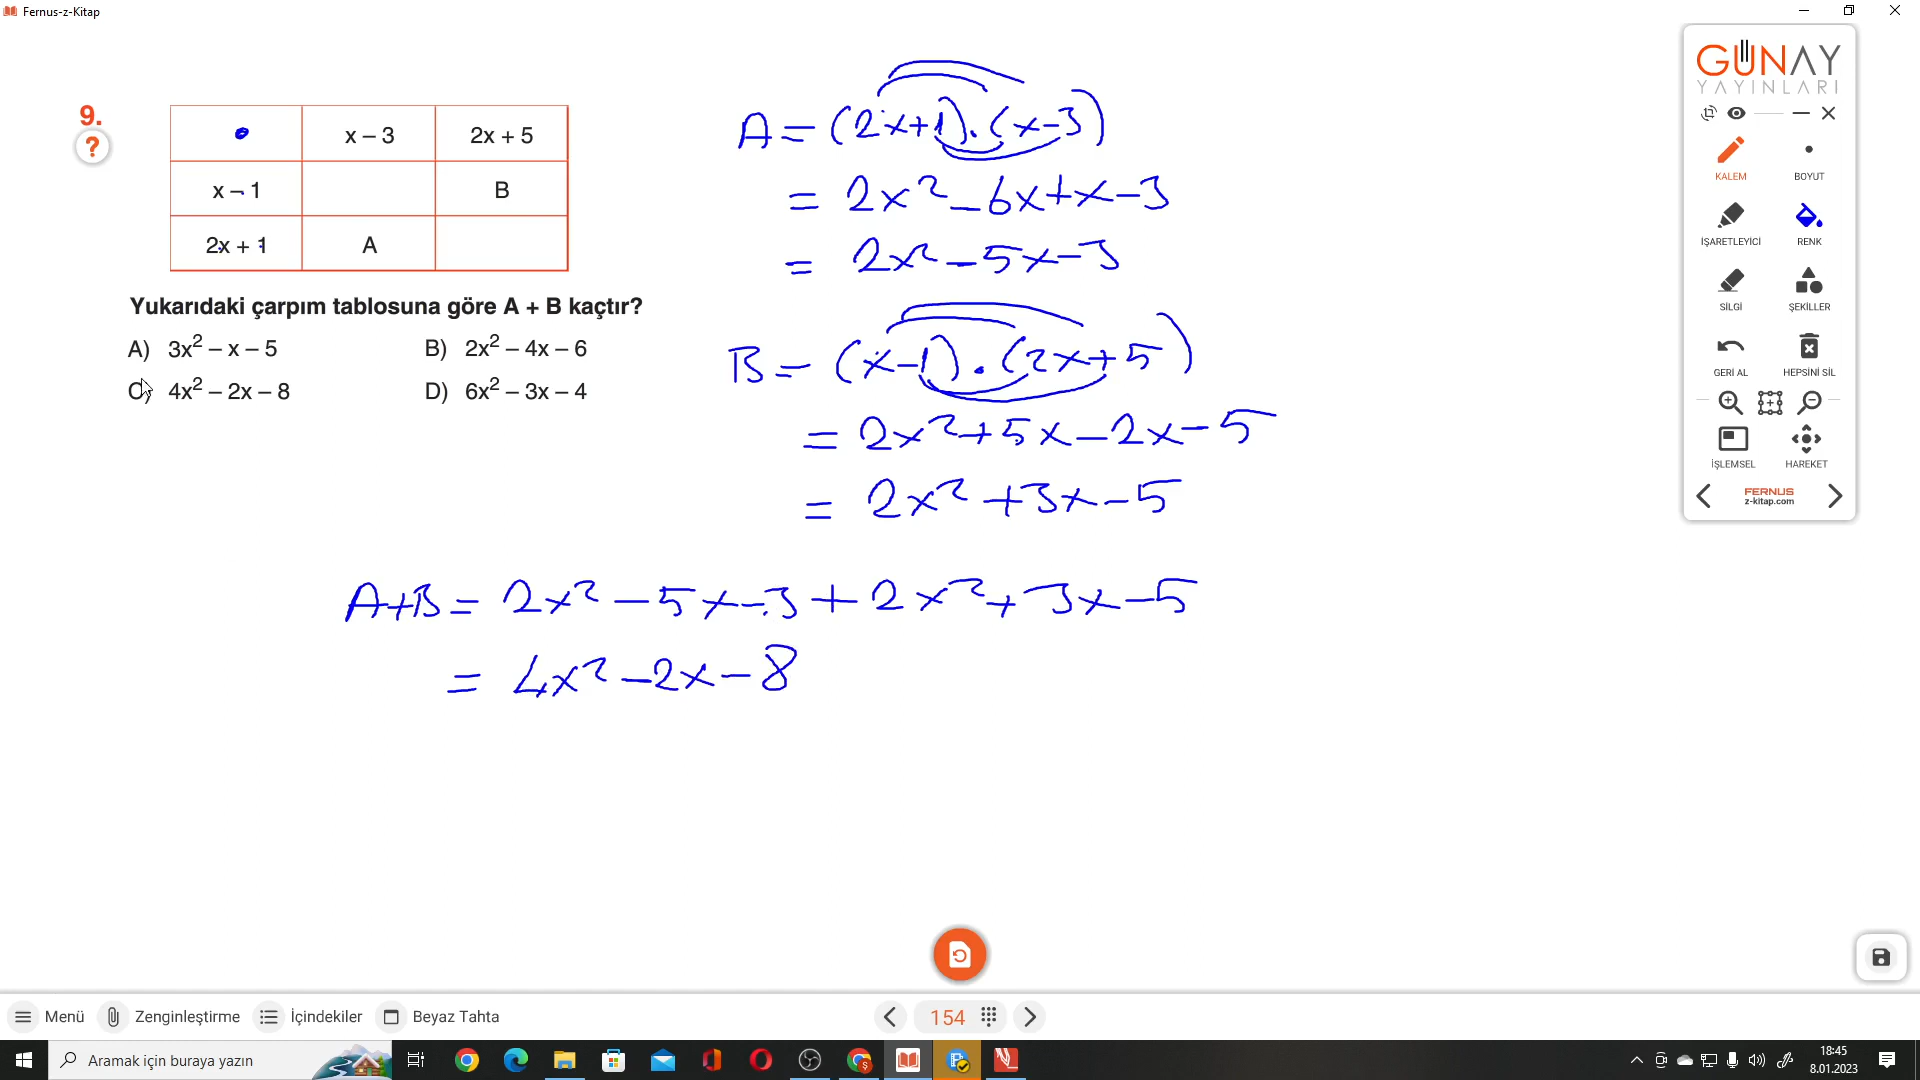 Fernus-z-Kitap
9.
?
• x – 3 2x + 5
x – 1 B
2x + 1 A
Yukarıdaki çarpım tablosuna göre A + B kaçtır?
A) 3x² – x – 5 B) 2x² – 4x – 6
C) 4x² – 2x – 8 D) 6x² – 3x – 4
A = (2x+1).(x-3)
= 2x² - 6x + x - 3
= 2x² - 5x - 3
B = (x-1).(2x+5)
= 2x² + 5x - 2x - 5
= 2x² + 3x - 5
A+B = 2x² - 5x - 3 + 2x² + 3x - 5
= 4x² - 2x - 8
GÜNAY
YAYINLARI
KALEM BOYUT
İŞARETLEYİCİ RENK
SİLGİ ŞEKİLLER
GERİ AL HEPSİNİ SİL
İŞLEMSEL HAREKET
FERNUS
z-kitap.com
Menü Zenginleştirme İçindekiler Beyaz Tahta 154
Aramak için buraya yazın
18:45
8.01.2023